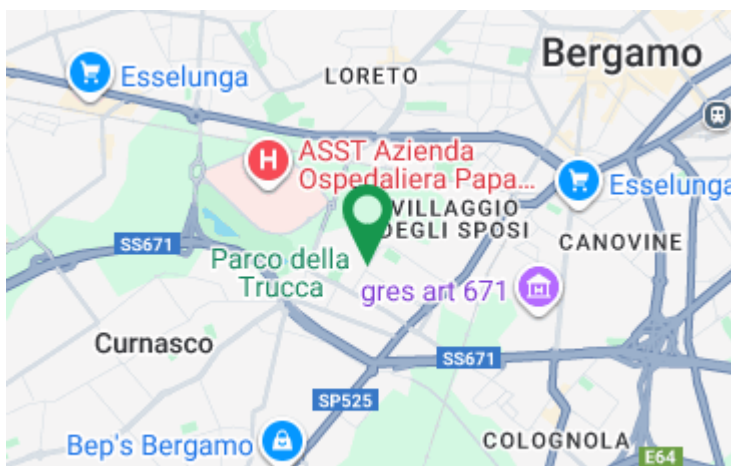 Bergamo
Esselunga
LORETO
ASST Azienda
Ospedaliera Papa...
H
Esselunga
VILLAGGIO
DEGLI SPOSI
CANOVINE
SS671
Parco della
Trucca
gres art 671
Curnasco
SS671
SP525
Bep's Bergamo
COLOGNOLA
E64